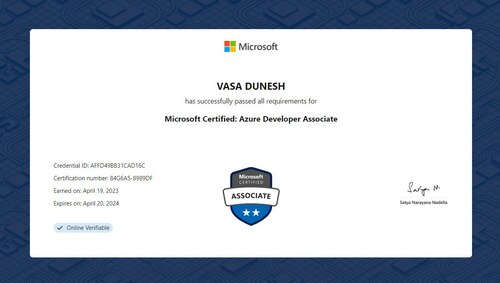 Microsoft
VASA DUNESH
has successfully passed all requirements for
Microsoft Certified: Azure Developer Associate
Credential ID: AFFD49BB31CAD16C
Certification number: 84G6A5-8989DF
Earned on: April 19, 2023
Expires on: April 20, 2024
Online Verifiable
Microsoft
CERTIFIED
ASSOCIATE
Satya N.
Satya Narayana Nadella